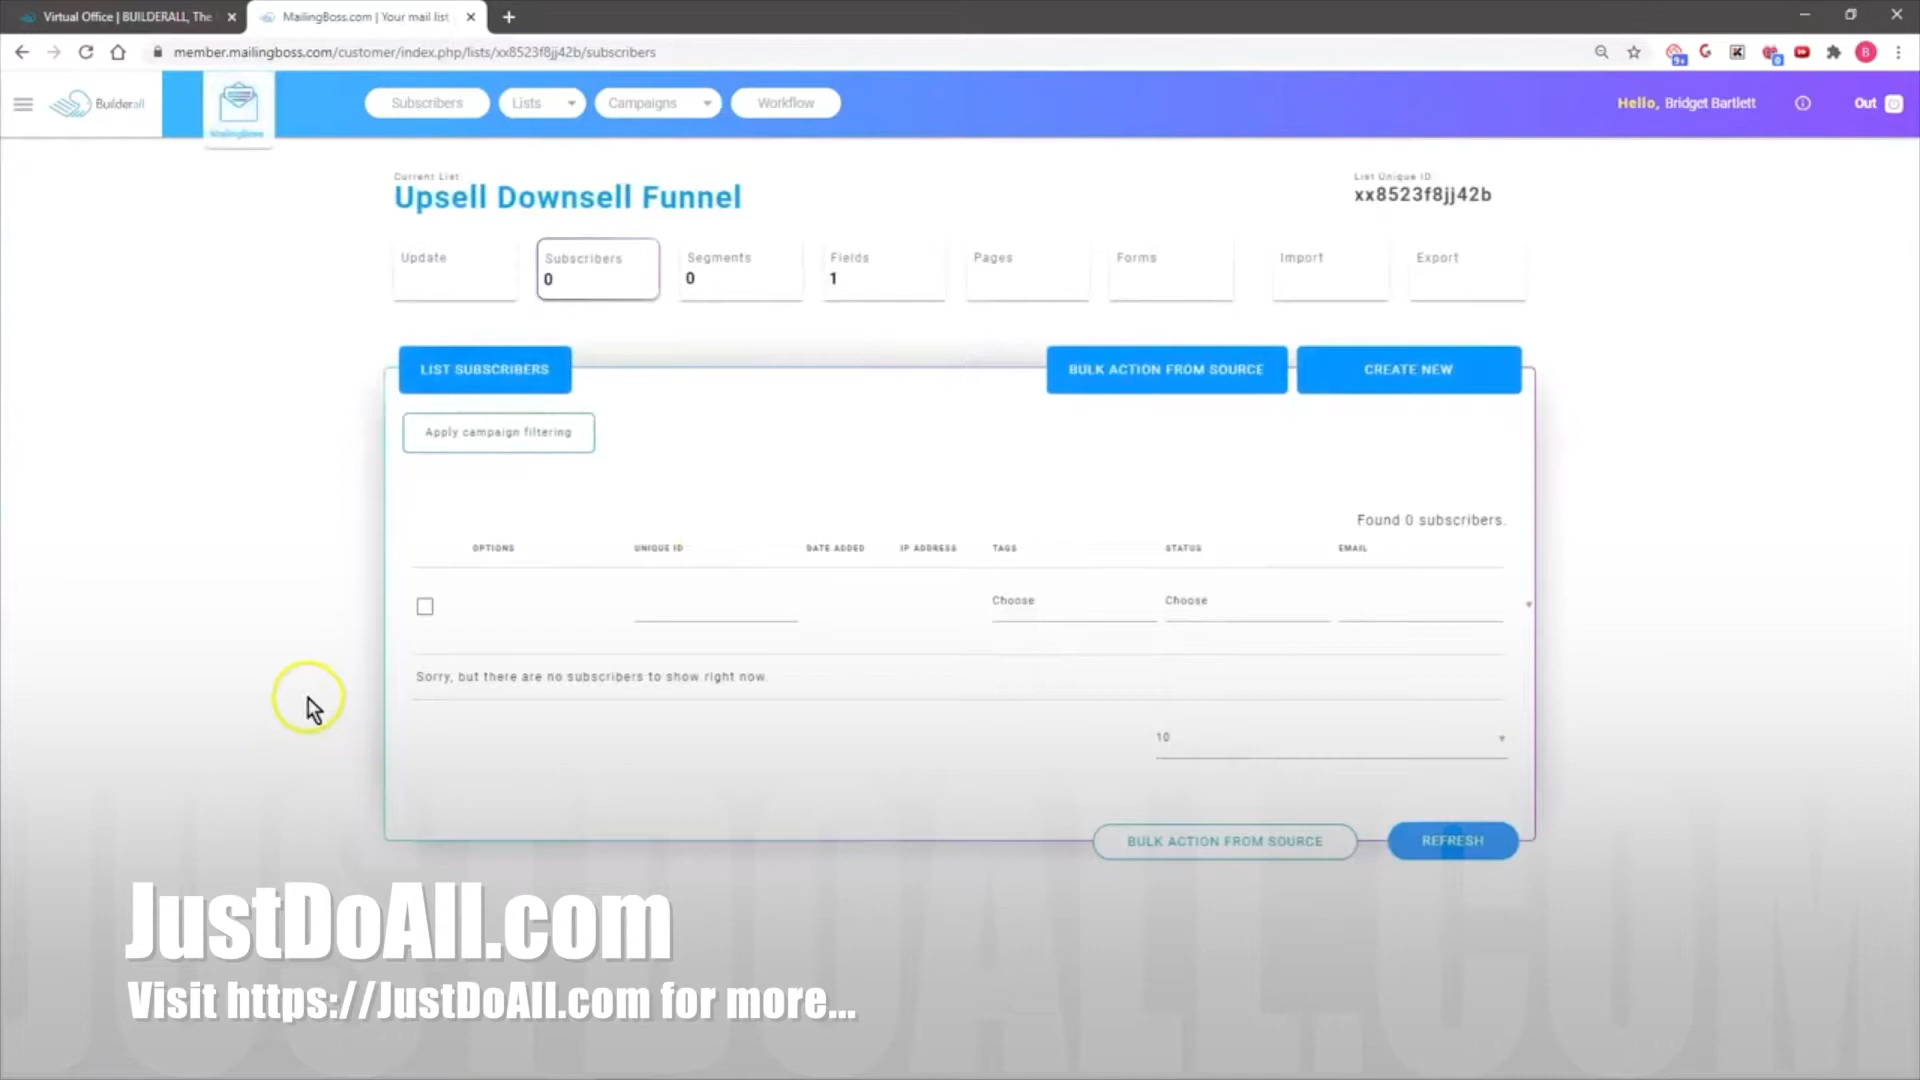 Virtual Office | BUILDERALL, The
MailingBoss.com | Your mail list
member.mailingboss.com/customer/index.php/lists/xx8523f8jj42b/subscribers
9+
B
Builderall
MailingBoss
Subscribers
Lists
Campaigns
Workflow
Hello, Bridget Bartlett
Out
Current List
Upsell Downsell Funnel
List Unique ID
xx8523f8jj42b
Update
Subscribers
0
Segments
0
Fields
1
Pages
Forms
Import
Export
LIST SUBSCRIBERS
BULK ACTION FROM SOURCE
CREATE NEW
Apply campaign filtering
Found 0 subscribers.
OPTIONS
UNIQUE ID
DATE ADDED
IP ADDRESS
TAGS
STATUS
EMAIL
Choose
Choose
Sorry, but there are no subscribers to show right now.
10
BULK ACTION FROM SOURCE
REFRESH
JustDoAll.com
Visit https://JustDoAll.com for more...
JUSTDOALL.COM